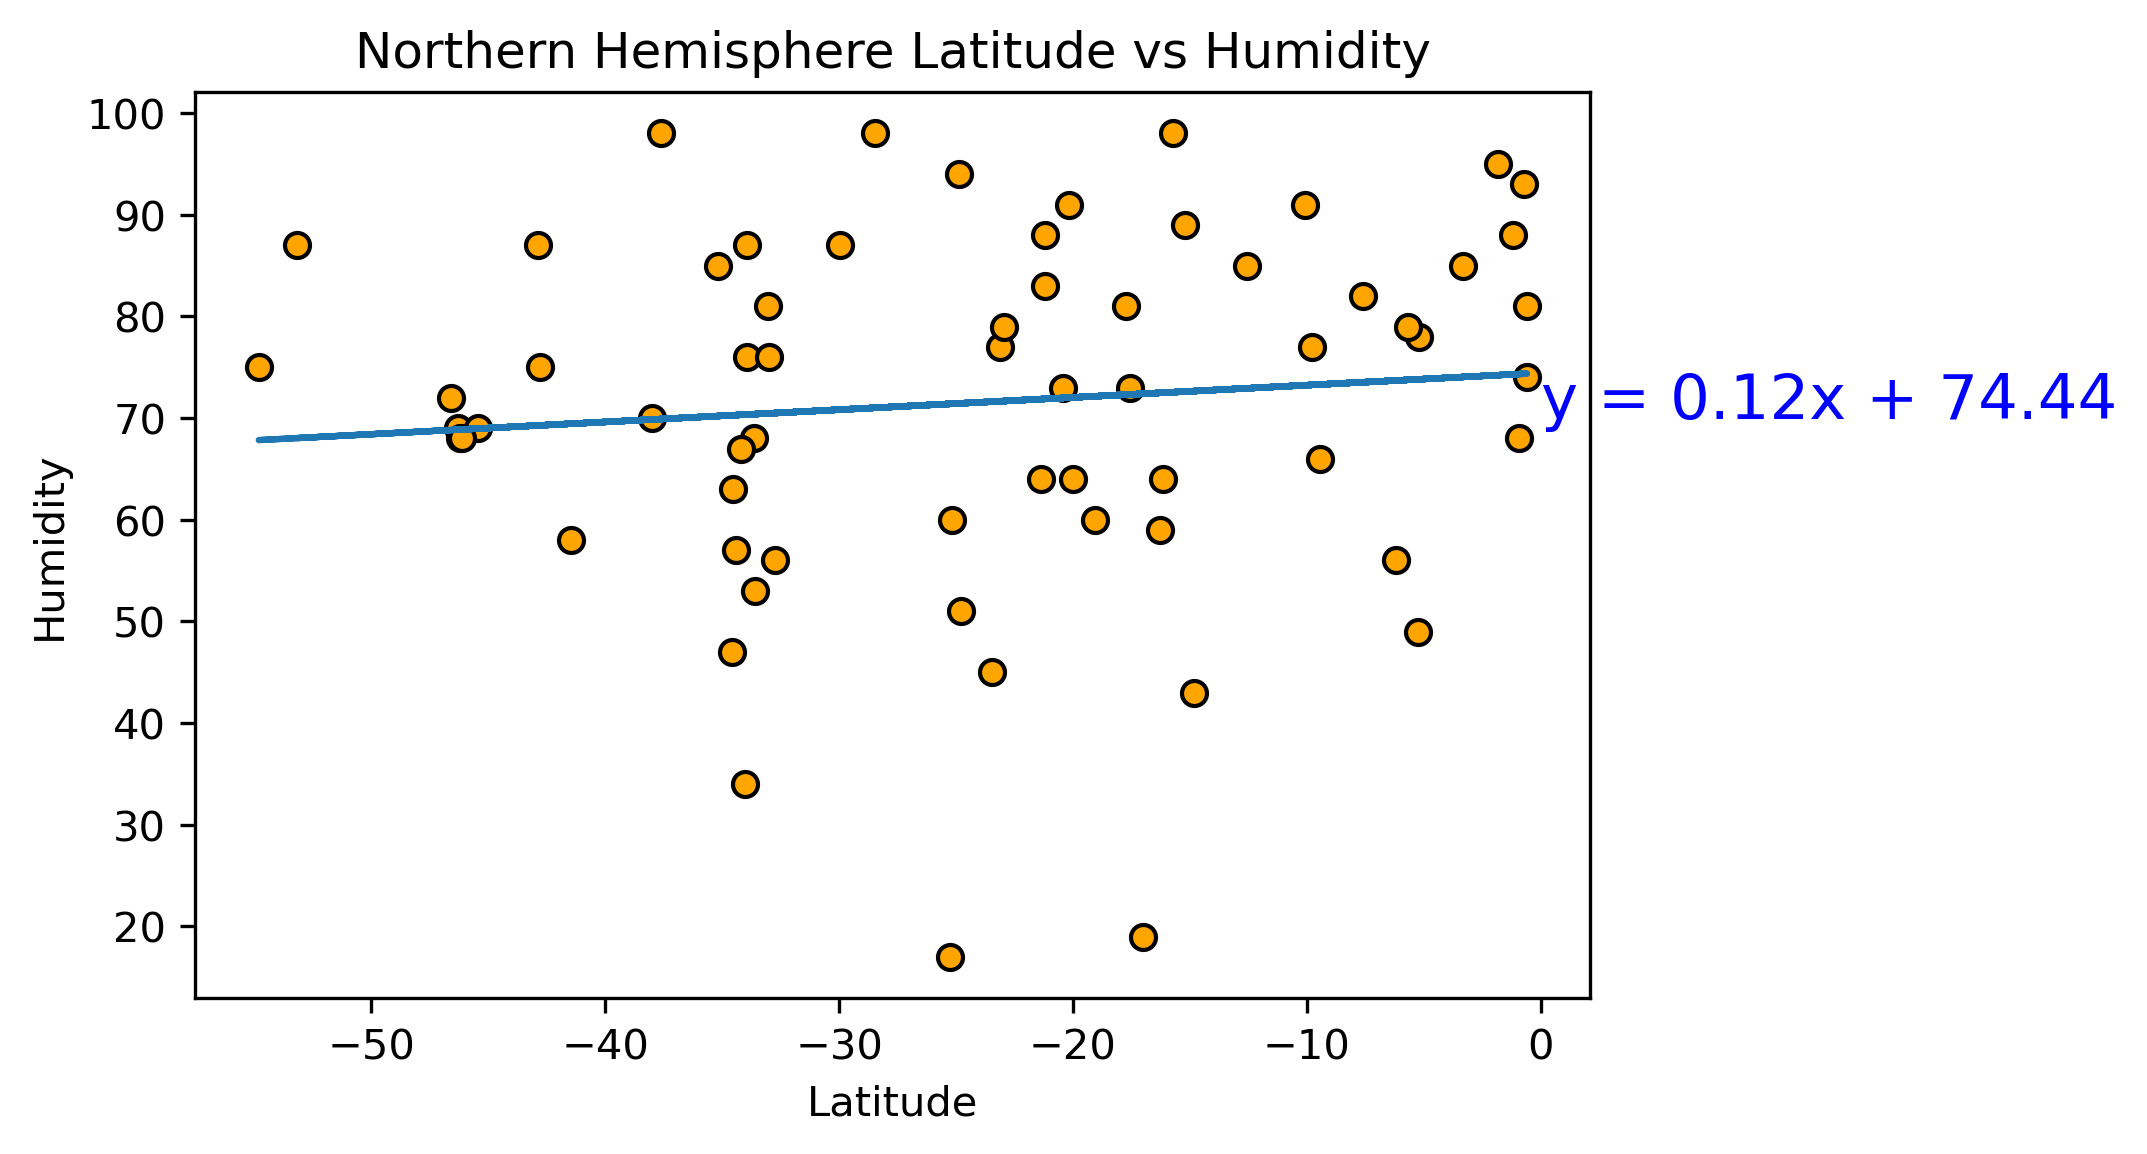 Northern Hemisphere Latitude vs Humidity
100
90
80
70
60
50
40
30
20
Humidity
y = 0.12x + 74.44
−50 −40 −30 −20 −10 0
Latitude